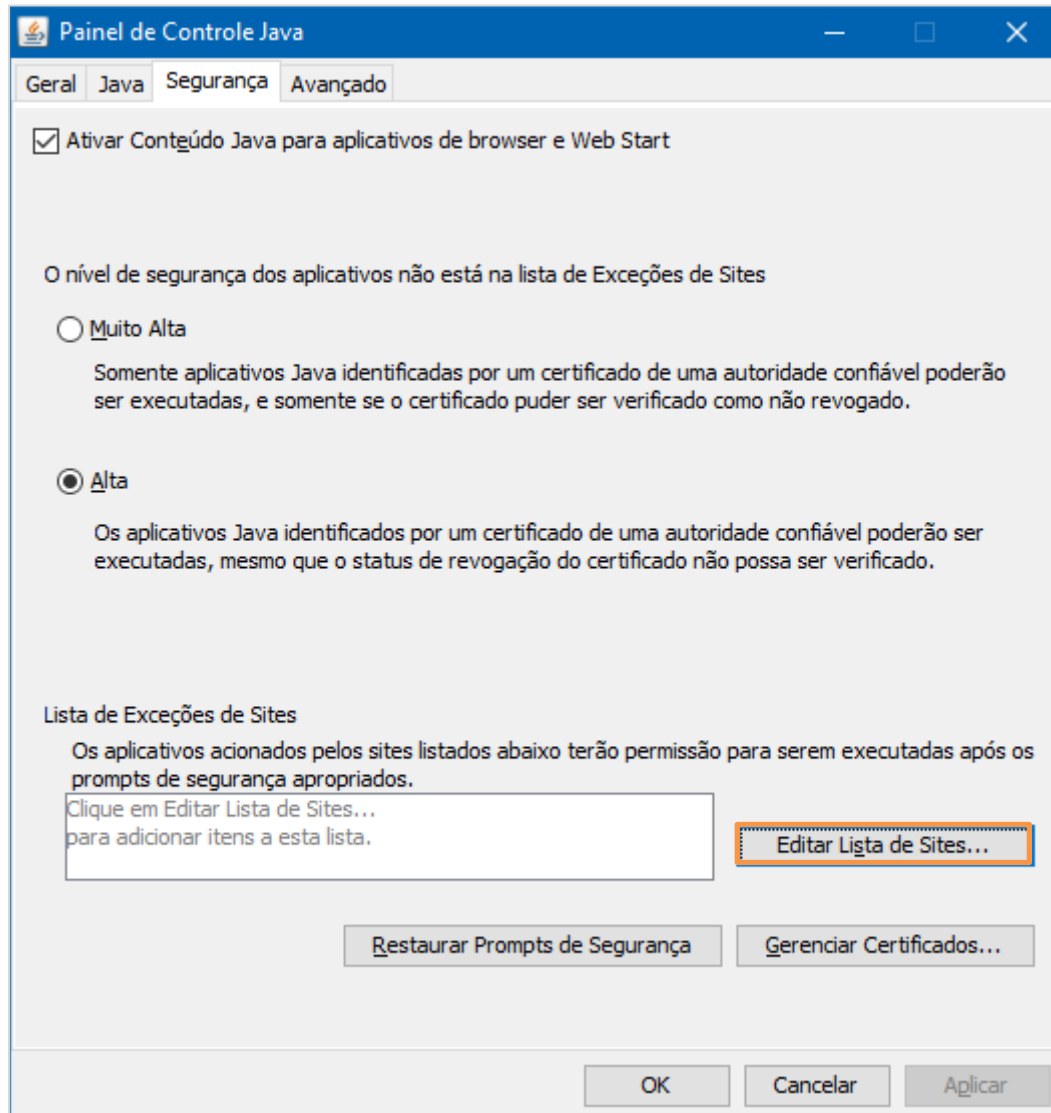 Painel de Controle Java
Geral Java Segurança Avançado
Ativar Conteúdo Java para aplicativos de browser e Web Start
O nível de segurança dos aplicativos não está na lista de Exceções de Sites
Muito Alta
Somente aplicativos Java identificadas por um certificado de uma autoridade confiável poderão
ser executadas, e somente se o certificado puder ser verificado como não revogado.
Alta
Os aplicativos Java identificados por um certificado de uma autoridade confiável poderão ser
executadas, mesmo que o status de revogação do certificado não possa ser verificado.
Lista de Exceções de Sites
Os aplicativos acionados pelos sites listados abaixo terão permissão para serem executadas após os
prompts de segurança apropriados.
Clique em Editar Lista de Sites...
para adicionar itens a esta lista.
Editar Lista de Sites...
Restaurar Prompts de Segurança Gerenciar Certificados...
OK Cancelar Aplicar